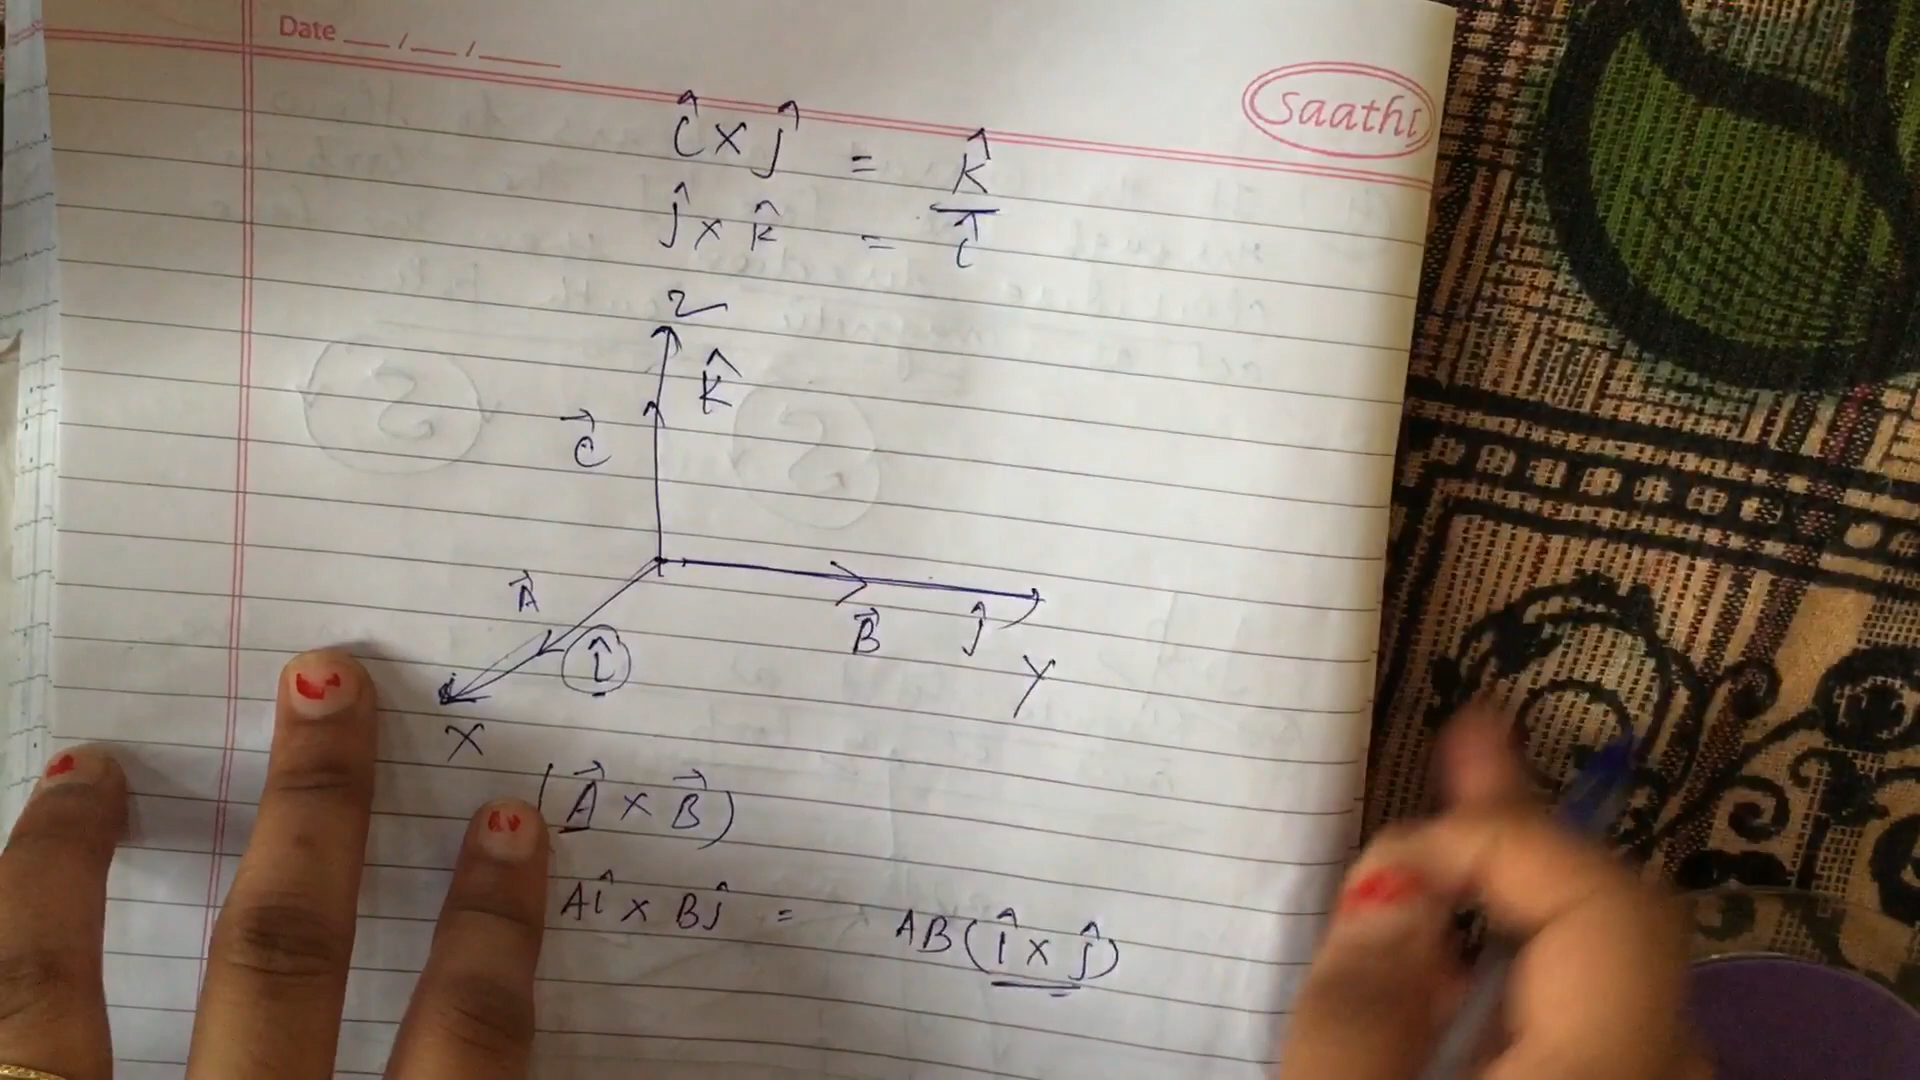 Date __/__/____
Saathi
î × ĵ = k̂
ĵ × k̂ = î
Z
k̂
C⃗
A⃗
î
B⃗ ĵ
Y
X
(A⃗ × B⃗)
Aî × Bĵ = AB(î × ĵ)